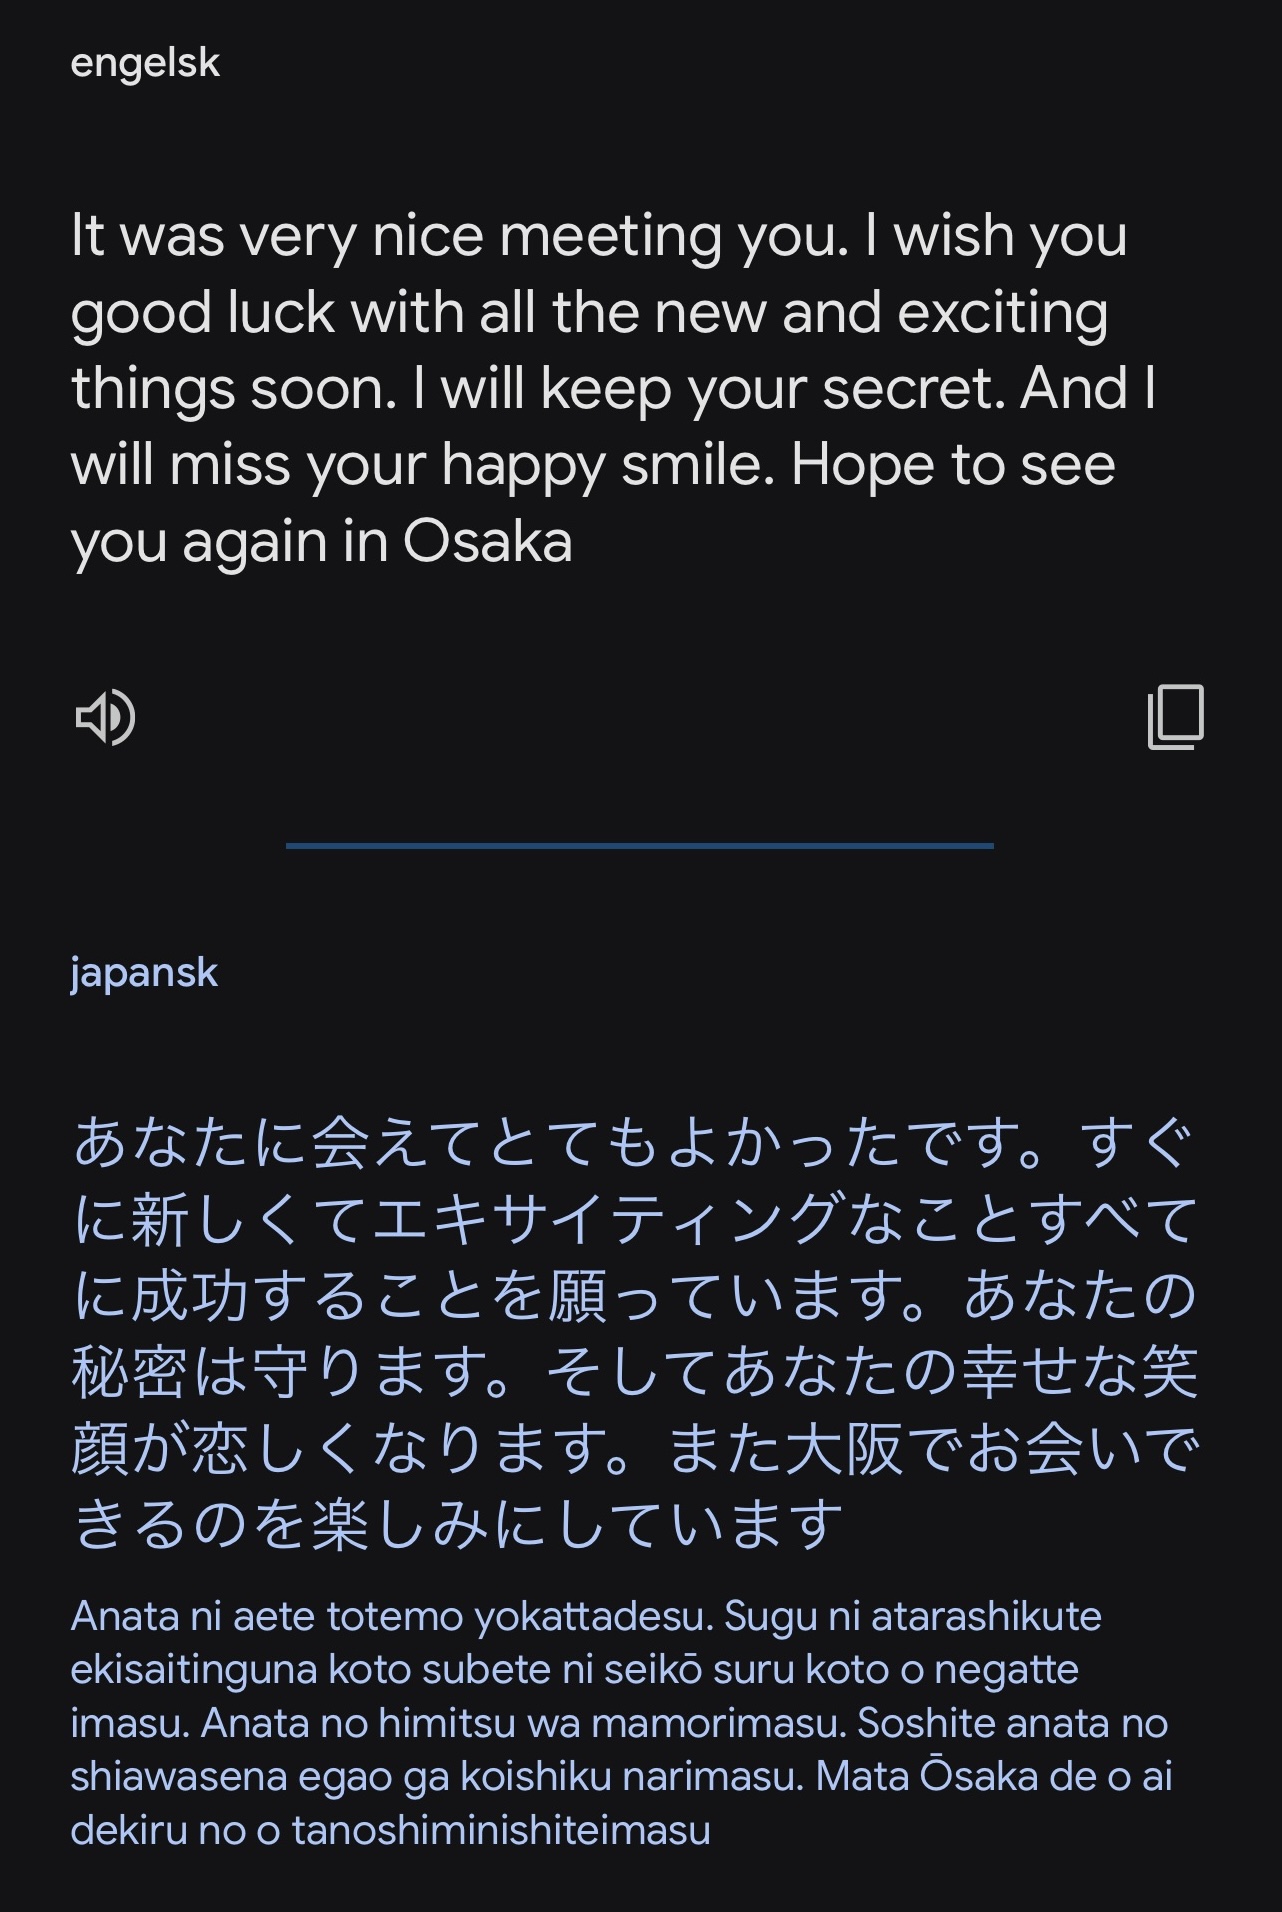 engelsk
It was very nice meeting you. I wish you
good luck with all the new and exciting
things soon. I will keep your secret. And I
will miss your happy smile. Hope to see
you again in Osaka
japansk
あなたに会えてとてもよかったです。すぐ
に新しくてエキサイティングなことすべて
に成功することを願っています。あなたの
秘密は守ります。そしてあなたの幸せな笑
顔が恋しくなります。また大阪でお会いで
きるのを楽しみにしています
Anata ni aete totemo yokattadesu. Sugu ni atarashikute
ekisaitinguna koto subete ni seikō suru koto o negatte
imasu. Anata no himitsu wa mamorimasu. Soshite anata no
shiawasena egao ga koishiku narimasu. Mata Ōsaka de o ai
dekiru no o tanoshiminishiteimasu